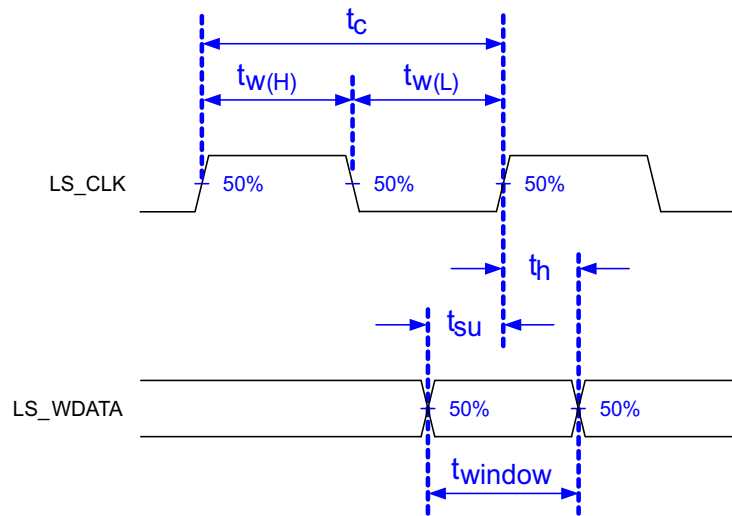 tc
tw(H) tw(L)
LS_CLK 50% 50% 50%
th
tsu
LS_WDATA 50% 50%
twindow